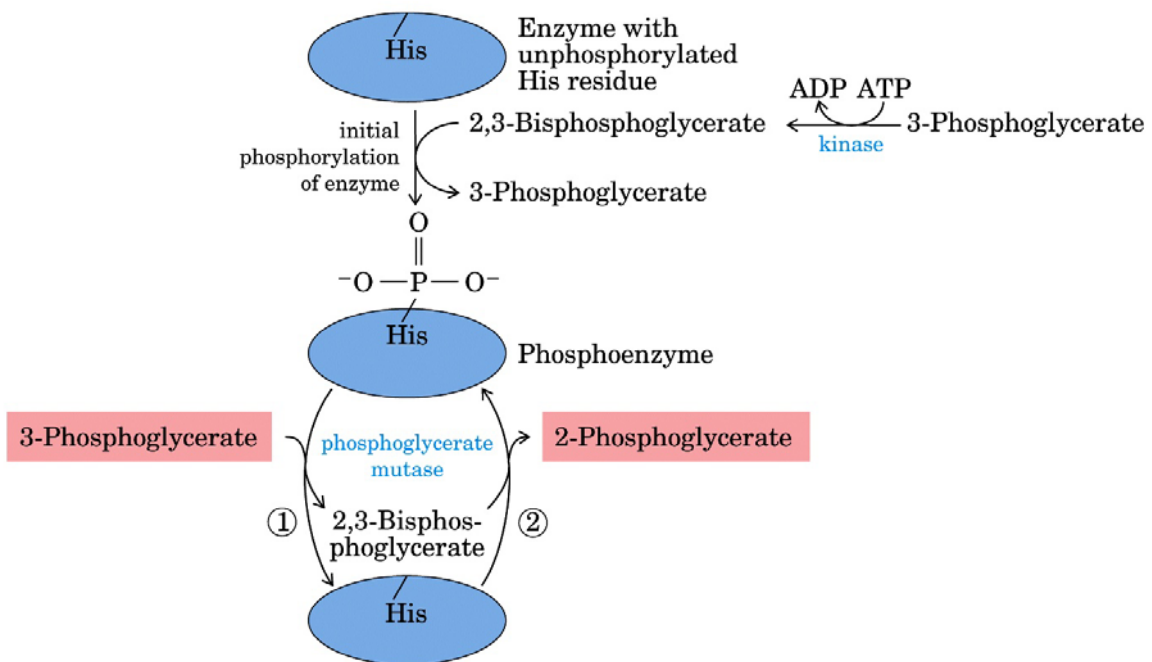 His
Enzyme with
unphosphorylated
His residue
ADP ATP
2,3-Bisphosphoglycerate
3-Phosphoglycerate
kinase
initial
phosphorylation
of enzyme
3-Phosphoglycerate
O
⁻O—P—O⁻
His
Phosphoenzyme
3-Phosphoglycerate
phosphoglycerate
mutase
2-Phosphoglycerate
①
2,3-Bisphos-
phoglycerate
②
His